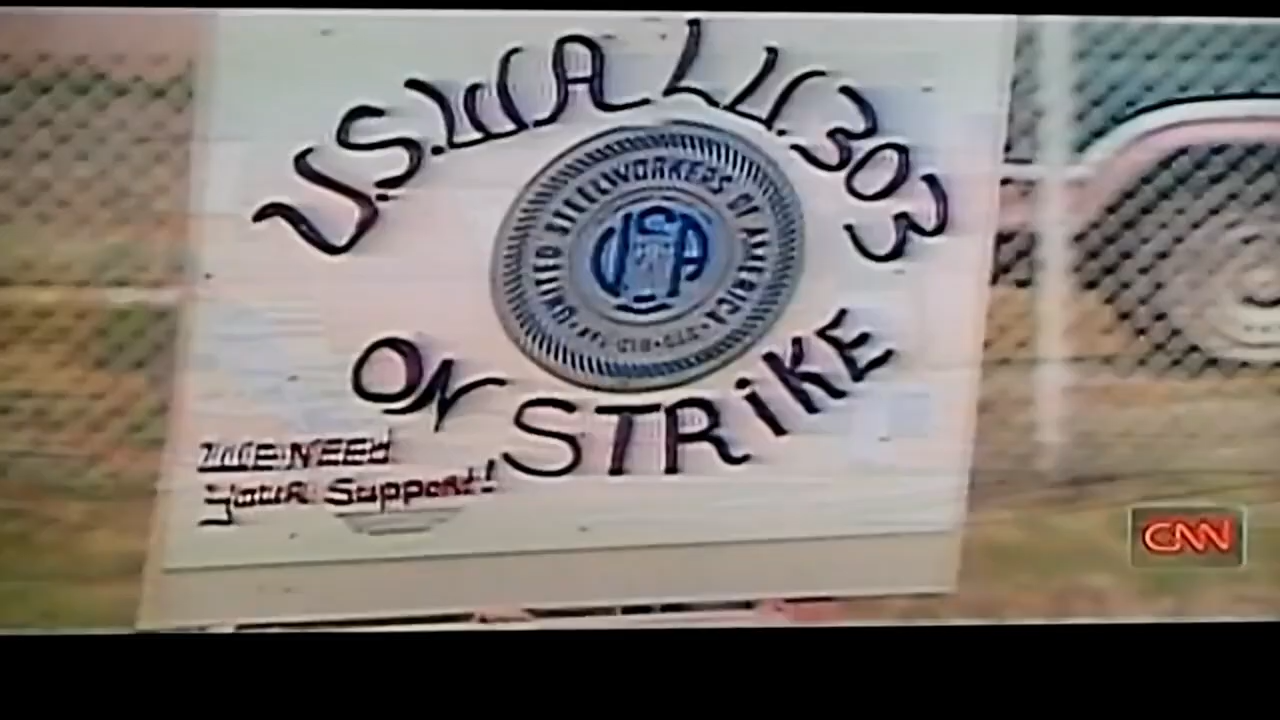 U.S.W.A L.U. 303
UNITED STEELWORKERS OF AMERICA
USA
ON STRiKE
WE NEEd
youR Support!
CNN